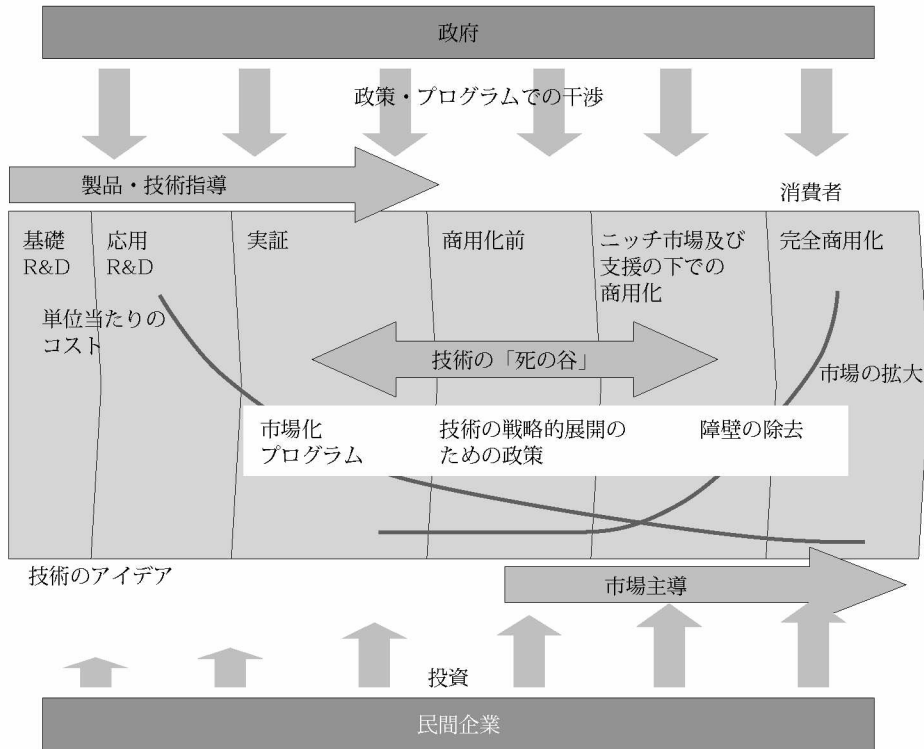 政府
政策・プログラムでの干渉
製品・技術指導
消費者
基礎
R&D
応用
R&D
実証
商用化前
ニッチ市場及び
支援の下での
商用化
完全商用化
単位当たりの
コスト
技術の「死の谷」
市場の拡大
市場化
プログラム
技術の戦略的展開の
ための政策
障壁の除去
技術のアイデア
市場主導
投資
民間企業